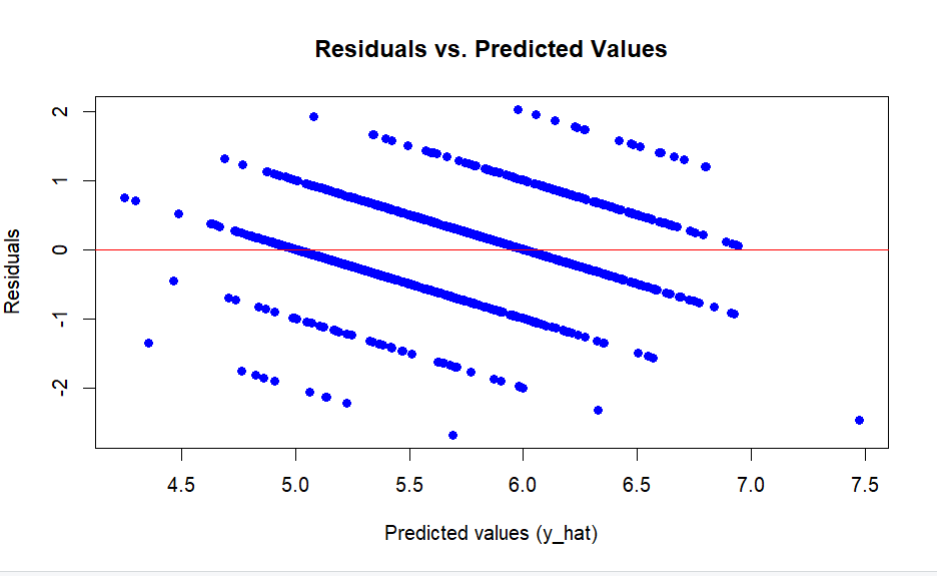 Residuals vs. Predicted Values
2
1
0
-1
-2
Residuals
4.5 5.0 5.5 6.0 6.5 7.0 7.5
Predicted values (y_hat)